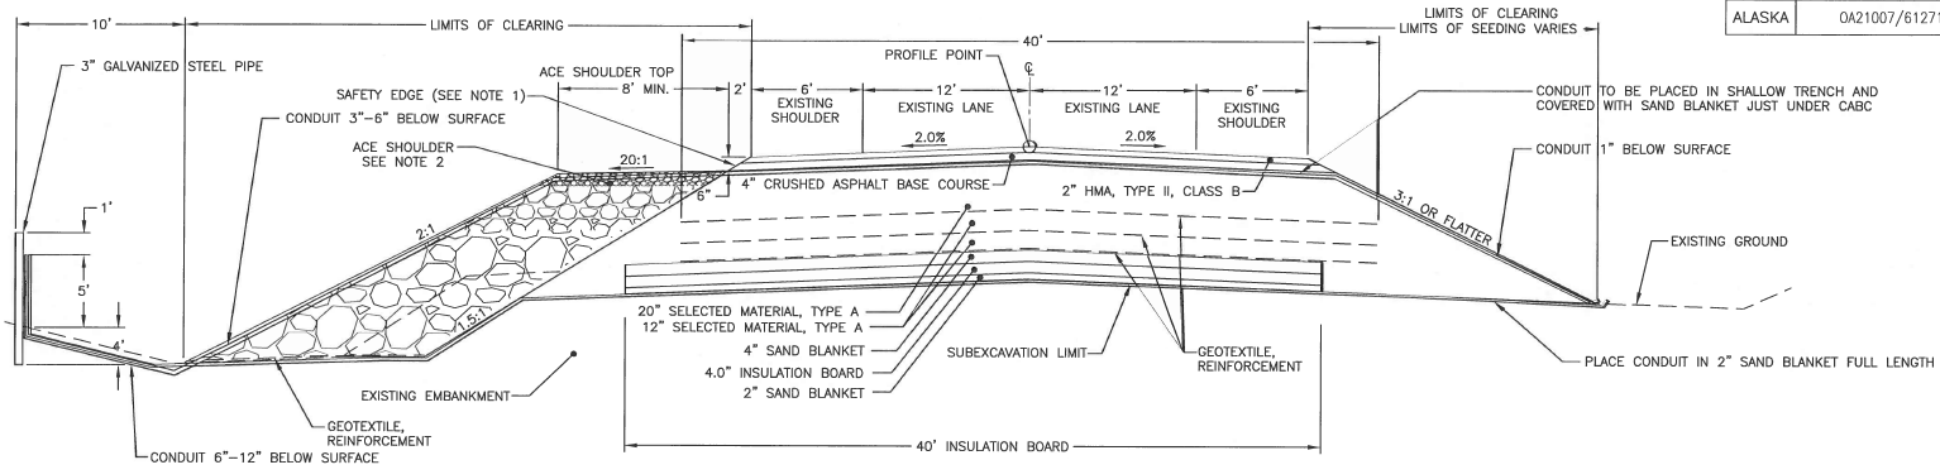 10'
LIMITS OF CLEARING
LIMITS OF CLEARING
LIMITS OF SEEDING VARIES
ALASKA
0A21007/61271
40'
PROFILE POINT
℄
3" GALVANIZED STEEL PIPE
ACE SHOULDER TOP
8' MIN.
2'
6'
EXISTING
SHOULDER
12'
EXISTING LANE
12'
EXISTING LANE
6'
EXISTING
SHOULDER
SAFETY EDGE (SEE NOTE 1)
CONDUIT 3"-6" BELOW SURFACE
CONDUIT TO BE PLACED IN SHALLOW TRENCH AND
COVERED WITH SAND BLANKET JUST UNDER CABC
ACE SHOULDER
SEE NOTE 2
20:1
2.0%
2.0%
CONDUIT 1" BELOW SURFACE
4" CRUSHED ASPHALT BASE COURSE
2" HMA, TYPE II, CLASS B
6"
1'
2:1
3:1 OR FLATTER
EXISTING GROUND
5'
20" SELECTED MATERIAL, TYPE A
12" SELECTED MATERIAL, TYPE A
1.5:1
4'
4" SAND BLANKET
SUBEXCAVATION LIMIT
GEOTEXTILE,
REINFORCEMENT
PLACE CONDUIT IN 2" SAND BLANKET FULL LENGTH
4.0" INSULATION BOARD
2" SAND BLANKET
EXISTING EMBANKMENT
GEOTEXTILE,
REINFORCEMENT
40' INSULATION BOARD
CONDUIT 6"-12" BELOW SURFACE